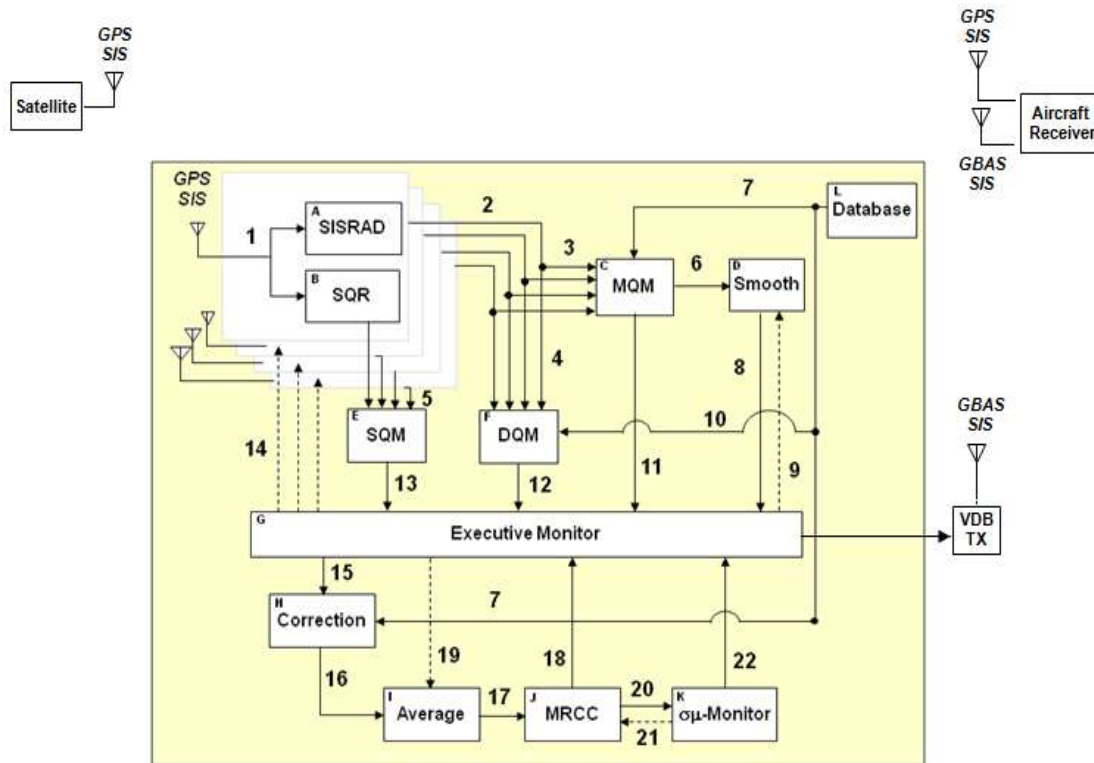 GPS
SIS
Satellite
GPS
SIS
Aircraft
Receiver
GBAS
SIS
GPS
SIS
1
A
SISRAD
B
SQR
2
3
7
L
Database
C
MQM
6
D
Smooth
4
5
8
E
SQM
F
DQM
10
GBAS
SIS
14
13
12
11
9
G
Executive Monitor
VDB
TX
15
H
Correction
7
16
19
18
22
I
Average
17
J
MRCC
20
21
K
σμ-Monitor